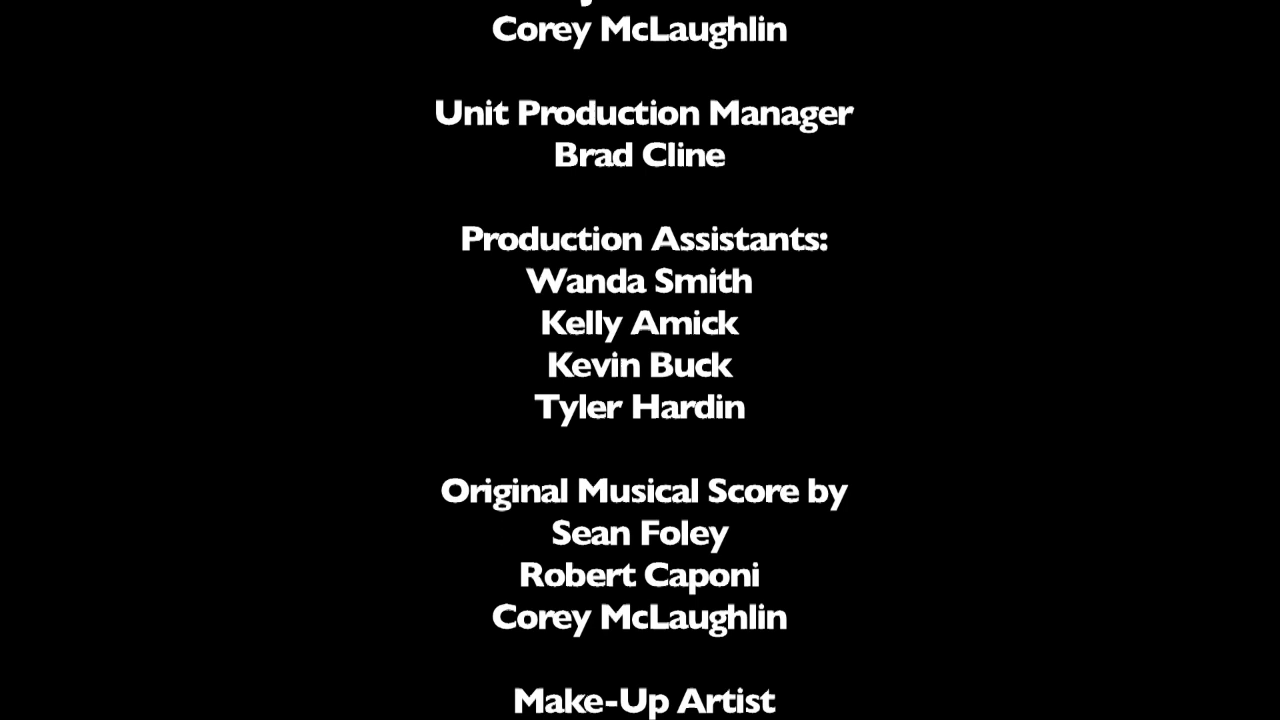 Corey McLaughlin
Unit Production Manager
Brad Cline
Production Assistants:
Wanda Smith
Kelly Amick
Kevin Buck
Tyler Hardin
Original Musical Score by
Sean Foley
Robert Caponi
Corey McLaughlin
Make-Up Artist